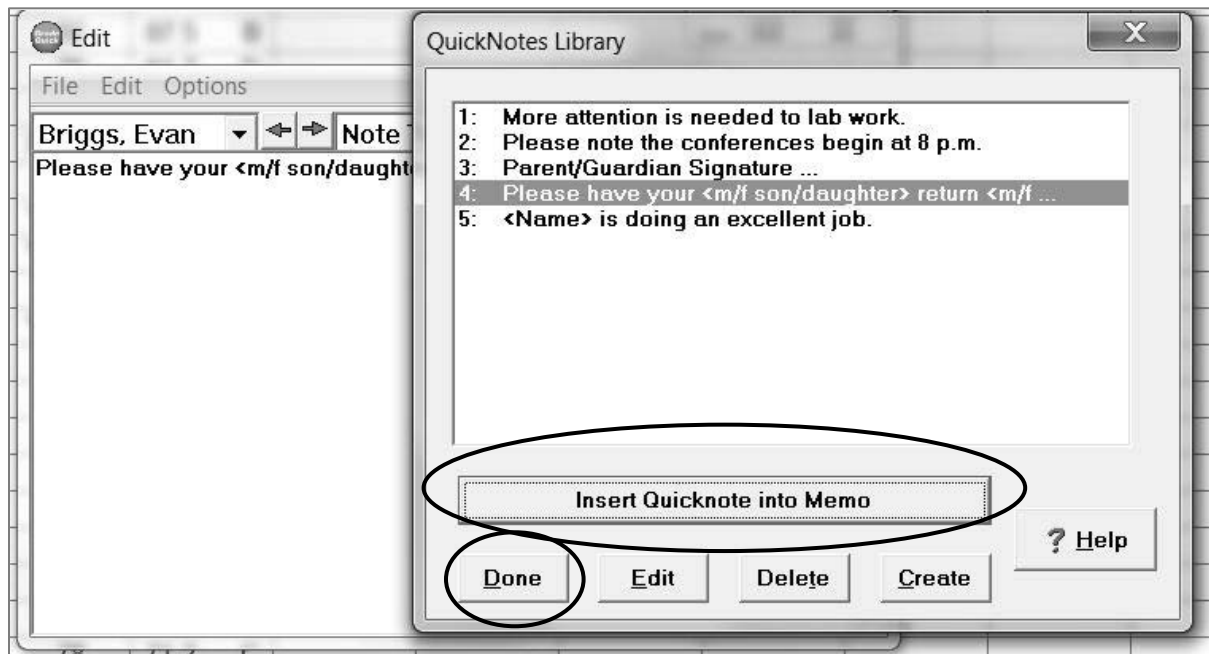 Edit
File Edit Options
Briggs, Evan Note
Please have your <m/f son/daught
QuickNotes Library
X
1: More attention is needed to lab work.
2: Please note the conferences begin at 8 p.m.
3: Parent/Guardian Signature ...
4: Please have your <m/f son/daughter> return <m/f ...
5: <Name> is doing an excellent job.
Insert Quicknote into Memo
? Help
Done Edit Delete Create